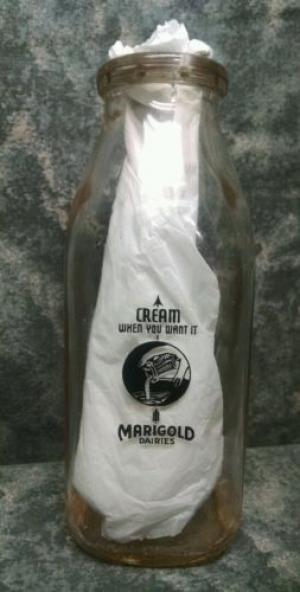 CREAM
WHEN YOU WANT IT
MARIGOLD
DAIRIES